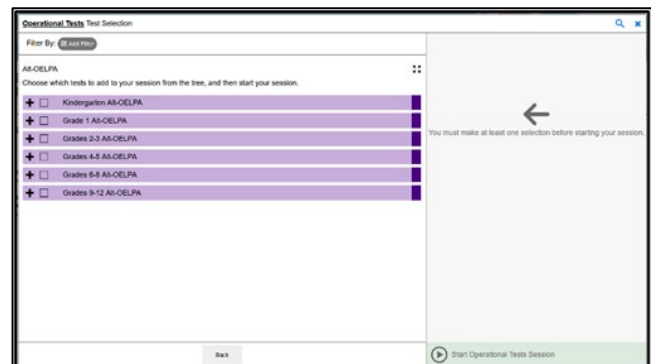 Operational Tests Test Selection
Filter By: Add Filter
Alt-OELPA
Choose which tests to add to your session from the tree, and then start your session.
Kindergarten Alt-OELPA
Grade 1 Alt-OELPA
Grades 2-3 Alt-OELPA
Grades 4-5 Alt-OELPA
Grades 6-8 Alt-OELPA
Grades 9-12 Alt-OELPA
You must make at least one selection before starting your session.
Back
Start Operational Tests Session